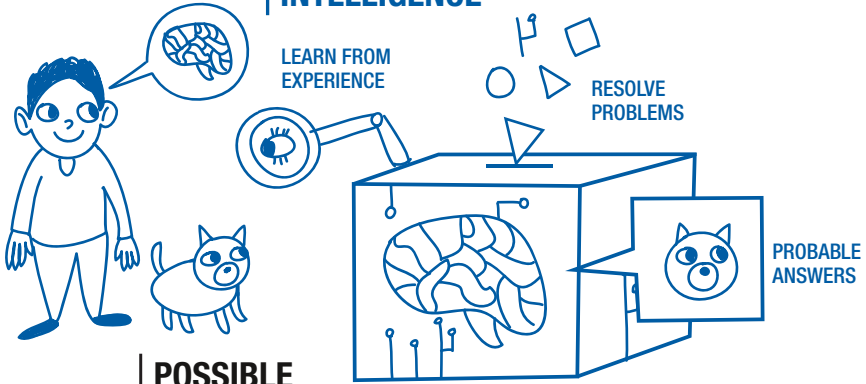 INTELLIGENCE
LEARN FROM
EXPERIENCE
RESOLVE
PROBLEMS
PROBABLE
ANSWERS
POSSIBLE